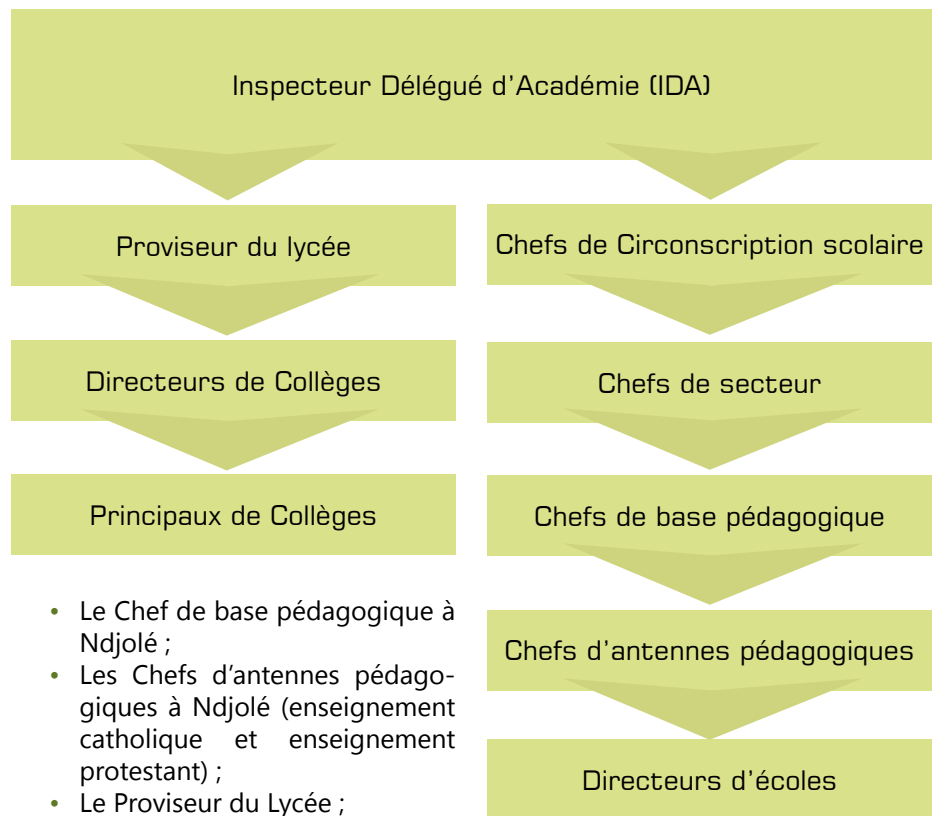 Inspecteur Délégué d'Académie (IDA)
Proviseur du lycée
Directeurs de Collèges
Principaux de Collèges
• Le Chef de base pédagogique à
Ndjolé ;
• Les Chefs d'antennes pédago-
giques à Ndjolé (enseignement
catholique et enseignement
protestant) ;
• Le Proviseur du Lycée ;
Chefs de Circonscription scolaire
Chefs de secteur
Chefs de base pédagogique
Chefs d'antennes pédagogiques
Directeurs d'écoles